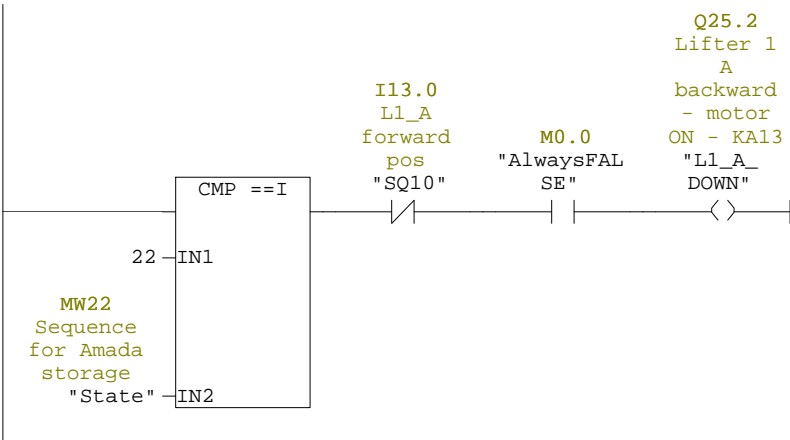 Q25.2
Lifter 1
A
backward
- motor
ON - KA13
"L1_A_
DOWN"
I13.0
L1_A
forward
pos
"SQ10"
M0.0
"AlwaysFAL
SE"
CMP ==I
22
IN1
MW22
Sequence
for Amada
storage
"State"
IN2